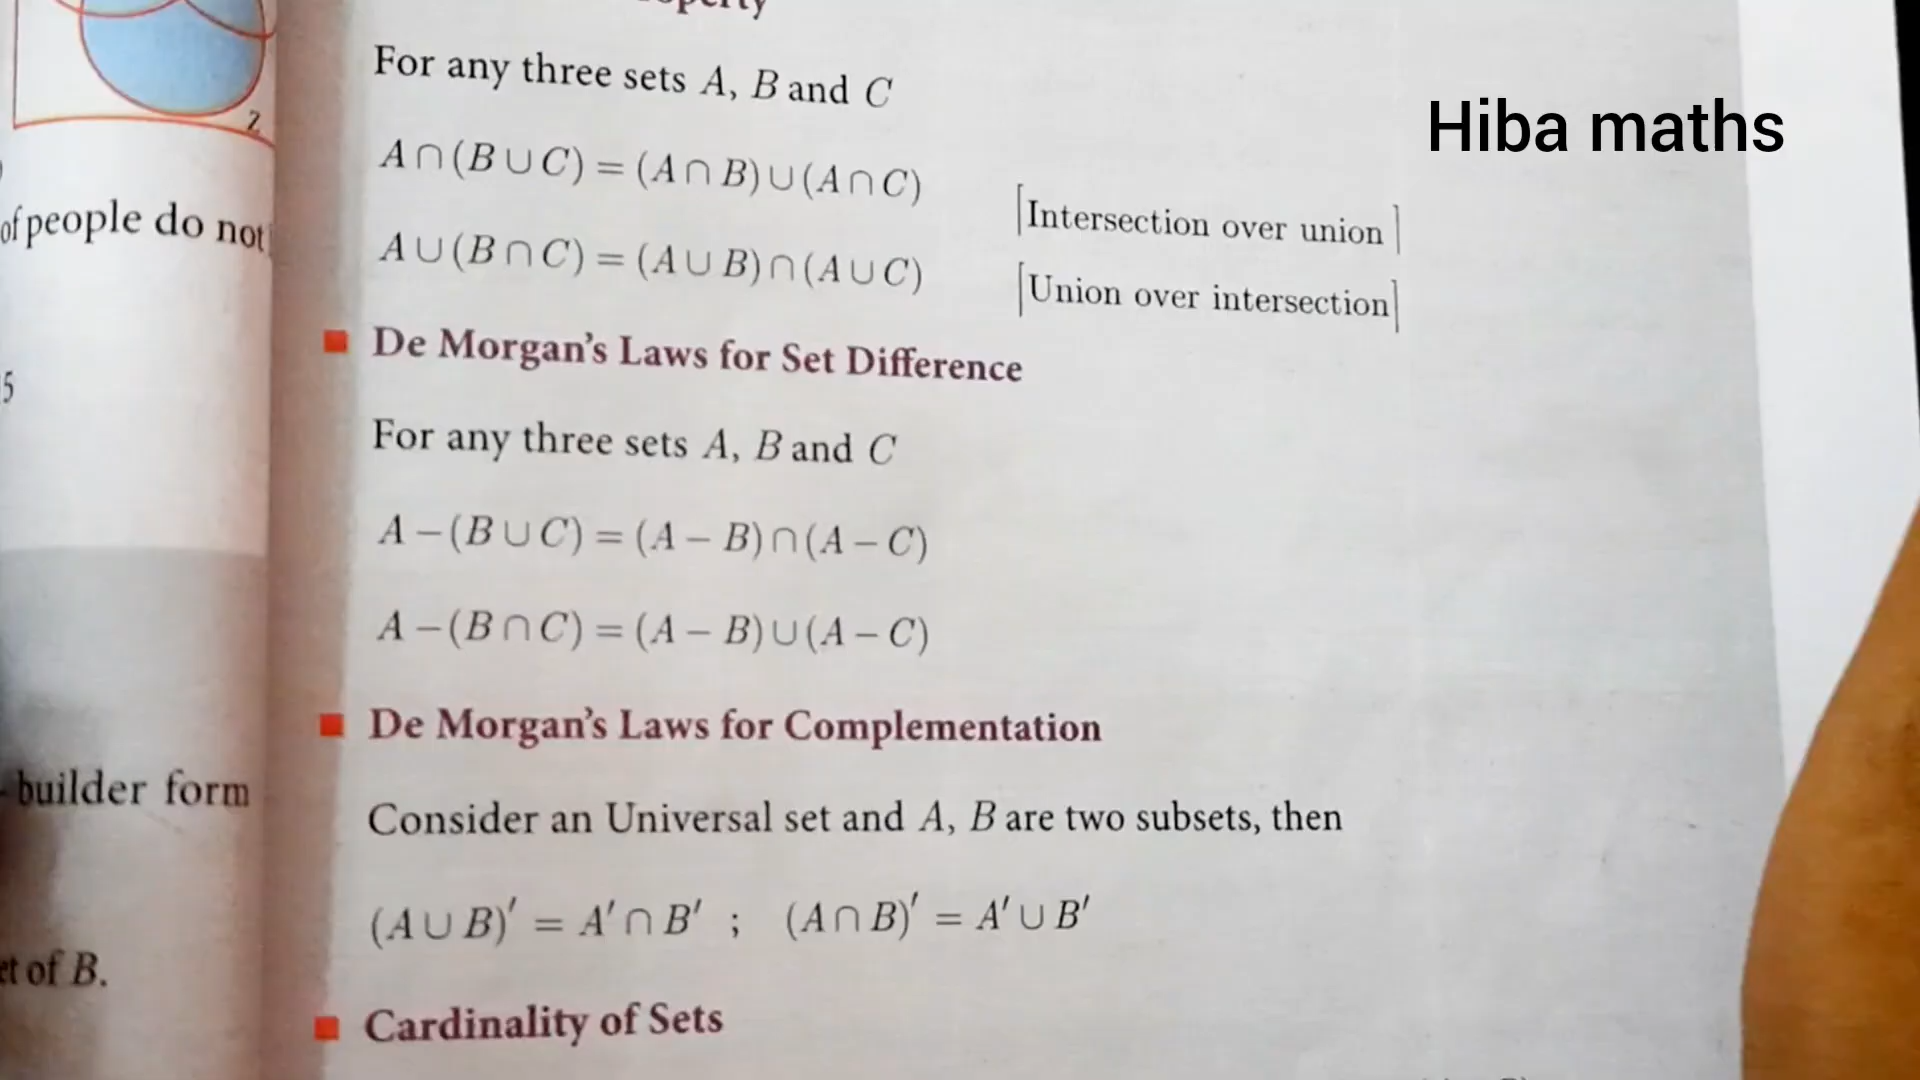 of people do not
5
builder form
et of B.
For any three sets A, B and C
A∩(B∪C) = (A∩B)∪(A∩C) [Intersection over union]
A∪(B∩C) = (A∪B)∩(A∪C) [Union over intersection]
De Morgan's Laws for Set Difference
For any three sets A, B and C
A−(B∪C) = (A−B)∩(A−C)
A−(B∩C) = (A−B)∪(A−C)
De Morgan's Laws for Complementation
Consider an Universal set and A, B are two subsets, then
(A∪B)′ = A′∩B′ ; (A∩B)′ = A′∪B′
Cardinality of Sets
Hiba maths